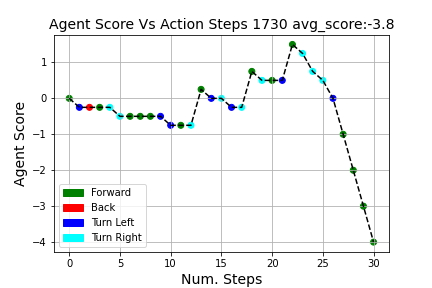 Agent Score Vs Action Steps 1730 avg_score:-3.8
Agent Score
1
0
−1
−2
−3
−4
Forward
Back
Turn Left
Turn Right
0 5 10 15 20 25 30
Num. Steps